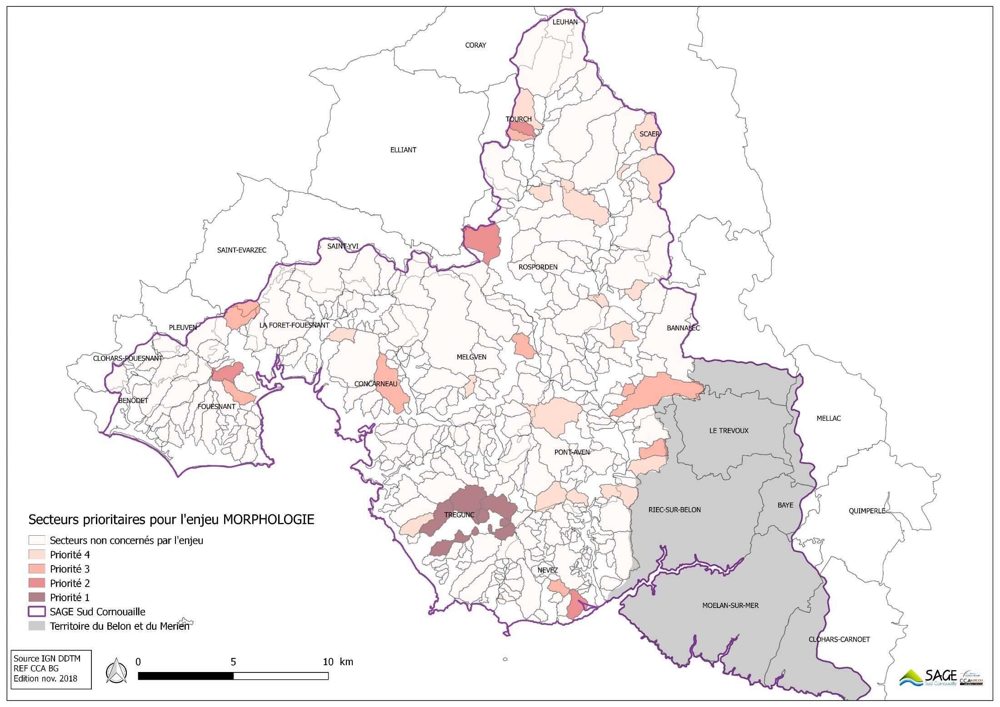 LEUHAN
CORAY
TOURCH
SCAER
ELLIANT
SAINT-YVI
SAINT-EVARZEC
ROSPORDEN
LA FORET-FOUESNANT
PLEUVEN
BANNALEC
CLOHARS-FOUESNANT
MELGVEN
CONCARNEAU
BENODET
FOUESNANT
MELLAC
LE TREVOUX
PONT-AVEN
BAYE
RIEC-SUR-BELON
QUIMPERLE
TREGUNC
NEVEZ
MOELAN-SUR-MER
CLOHARS-CARNOET
Secteurs prioritaires pour l'enjeu MORPHOLOGIE
Secteurs non concernés par l'enjeu
Priorité 4
Priorité 3
Priorité 2
Priorité 1
SAGE Sud Cornouaille
Territoire du Belon et du Merien
Source IGN DDTM
REF CCA BG
Edition nov. 2018
0 5 10 km
SAGE
Sud Cornouaille
CCA